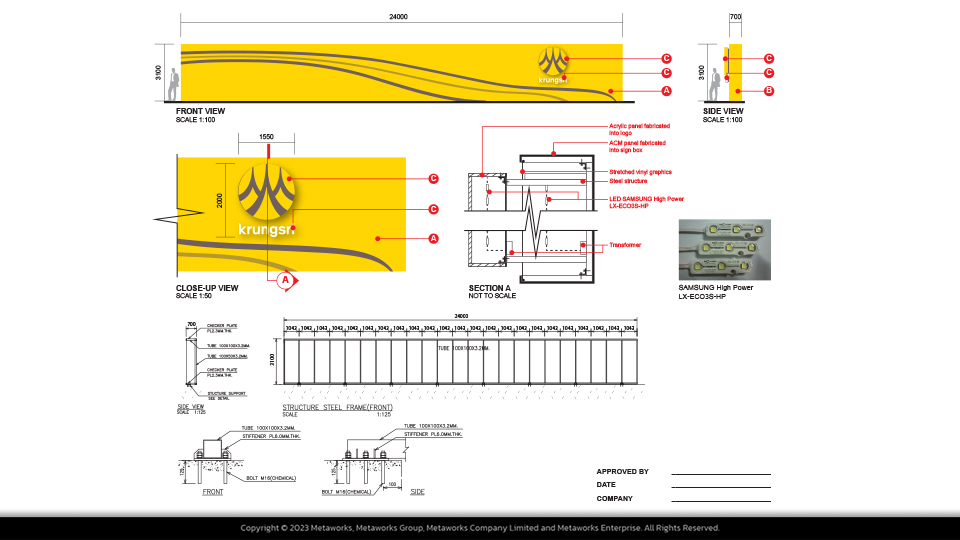 24000
700
3100
3100
krungsri
C
C
A
C
C
B
FRONT VIEW
SCALE 1:100
SIDE VIEW
SCALE 1:100
1550
2000
krungsri
C
C
A
A
CLOSE-UP VIEW
SCALE 1:50
Acrylic panel fabricated
into logo
ACM panel fabricated
into sign box
Stretched vinyl graphics
Steel structure
LED SAMSUNG High Power
LX-ECO3S-HP
Transformer
SECTION A
NOT TO SCALE
SAMSUNG High Power
LX-ECO3S-HP
700
CHECKER PLATE
PL2.3MM.THK.
TUBE 100X100X3.2MM.
TUBE 100X50X3.2MM.
CHECKER PLATE
PL2.3MM.THK.
STUCTURE SUPPORT
SEE DETAIL
SIDE VIEW
SCALE 1:125
24003
1042 1042 1042 1042 1042 1042 1042 1042 1042 1042 1042 1042 1042 1042 1042 1042 1042 1042 1042 1042 1042 1042 1042
TUBE 100X100X3.2MM.
STRUCTURE STEEL FRAME(FRONT)
SCALE 1:125
TUBE 100X100X3.2MM.
STIFFENER PL6.0MM.THK.
125
BOLT M16(CHEMICAL)
FRONT
TUBE 100X100X3.2MM.
STIFFENER PL6.0MM.THK.
125
BOLT M16(CHEMICAL)
100
SIDE
APPROVED BY
DATE
COMPANY
Copyright © 2023 Metaworks, Metaworks Group, Metaworks Company Limited and Metaworks Enterprise. All Rights Reserved.